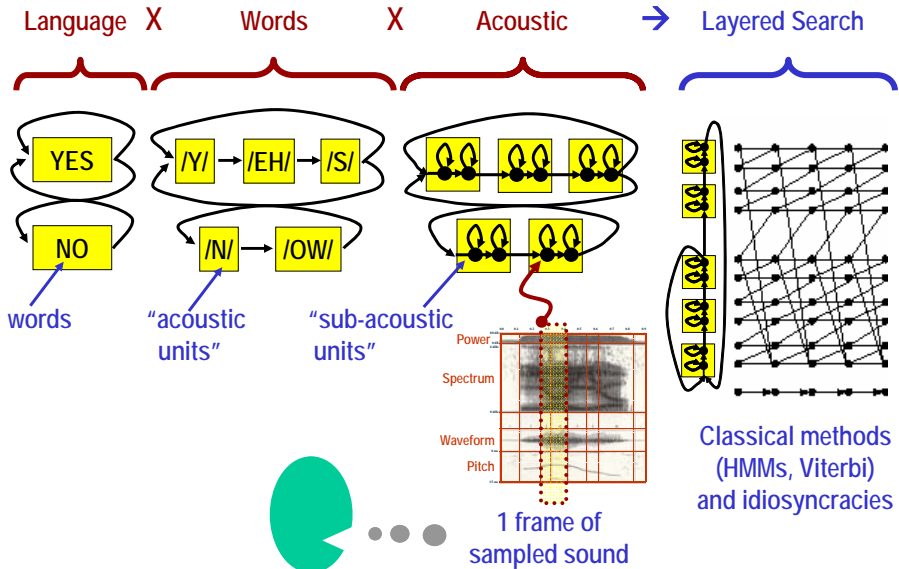 Language X Words X Acoustic → Layered Search
YES
/Y/ /EH/ /S/
NO
/N/ /OW/
words
“acoustic
units”
“sub-acoustic
units”
Power
Spectrum
Waveform
Pitch
1 frame of
sampled sound
Classical methods
(HMMs, Viterbi)
and idiosyncracies